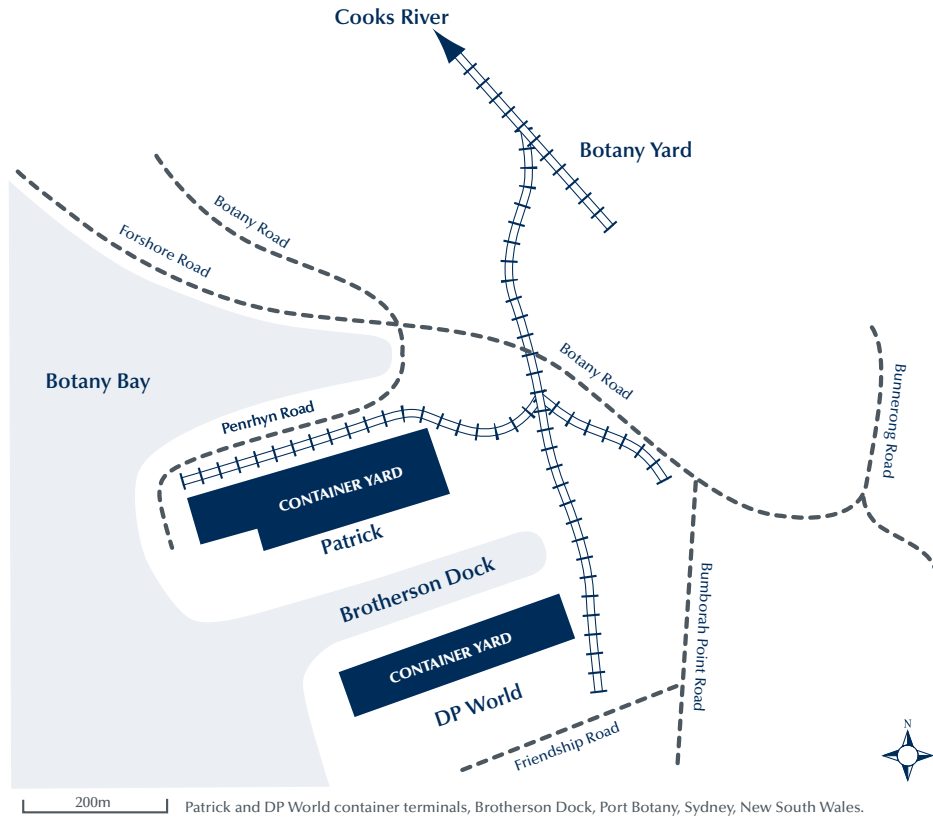 Cooks River
Botany Yard
Botany Road
Forshore Road
Botany Road
Bunnerong Road
Botany Bay
Penrhyn Road
CONTAINER YARD
Patrick
Brotherson Dock
Bumborah Point Road
CONTAINER YARD
DP World
Friendship Road
N
200m
Patrick and DP World container terminals, Brotherson Dock, Port Botany, Sydney, New South Wales.